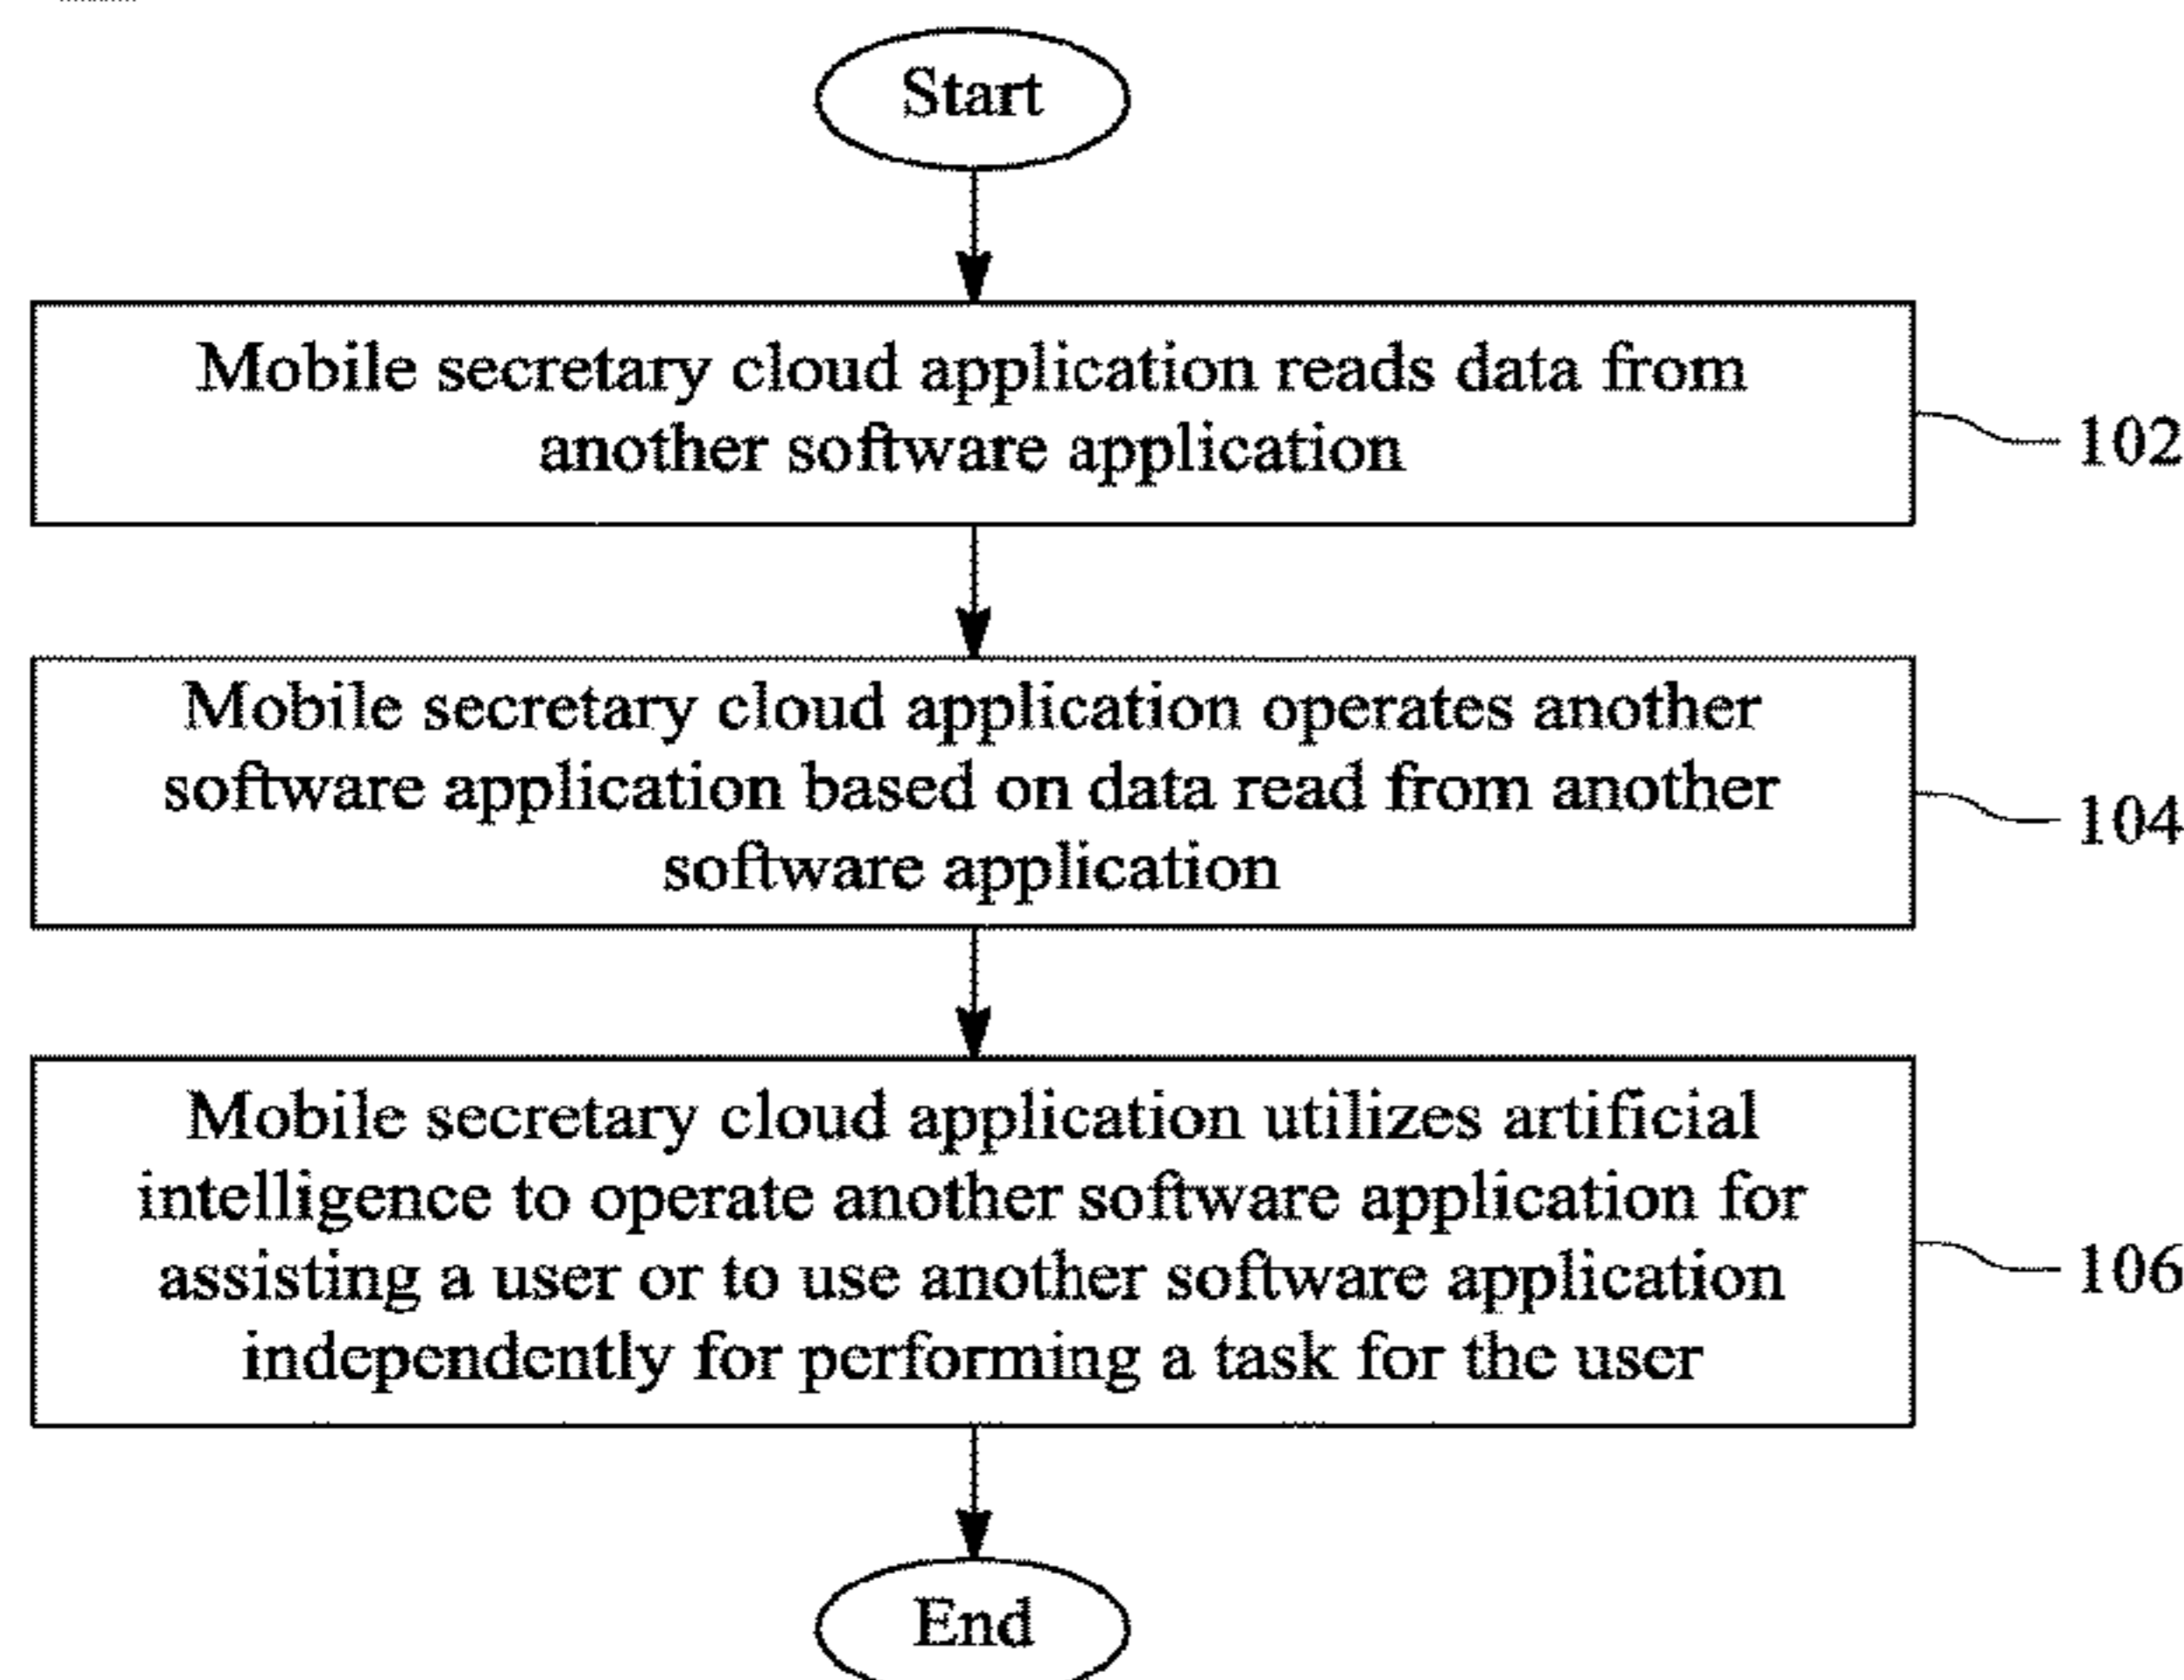 Start
Mobile secretary cloud application reads data from
another software application
102
Mobile secretary cloud application operates another
software application based on data read from another
software application
104
Mobile secretary cloud application utilizes artificial
intelligence to operate another software application for
assisting a user or to use another software application
independently for performing a task for the user
106
End